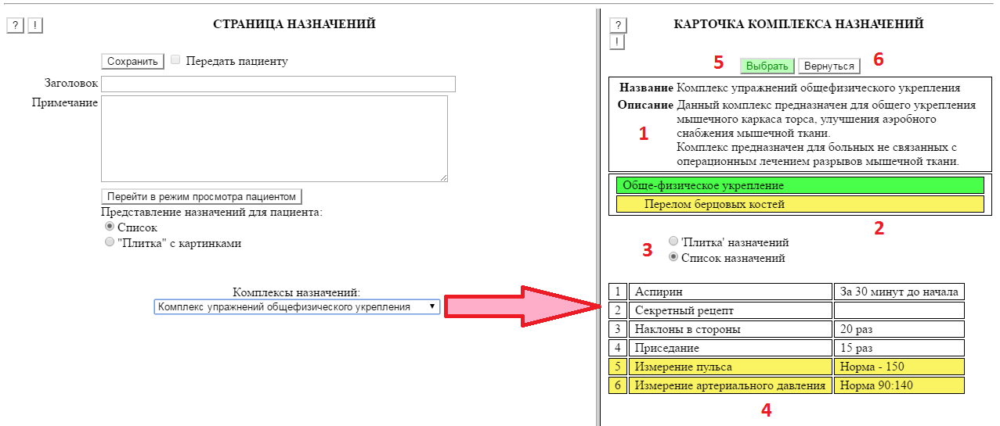 ? ! СТРАНИЦА НАЗНАЧЕНИЙ
Сохранить Передать пациенту
Заголовок
Примечание
Перейти в режим просмотра пациентом
Представление назначений для пациента:
Список
"Плитка" с картинками
Комплексы назначений:
Комплекс упражнений общефизического укрепления
? КАРТОЧКА КОМПЛЕКСА НАЗНАЧЕНИЙ
!
5 Выбрать Вернуться 6
Название Комплекс упражнений общефизического укрепления
Описание Данный комплекс предназначен для общего укрепления
мышечного каркаса торса, улучшения аэробного
1 снабжения мышечной ткани.
Комплекс предназначен для больных не связанных с
операционным лечением разрывов мышечной ткани.
Обще-физическое укрепление
Перелом берцовых костей
2
3 'Плитка' назначений
Список назначений
1 Аспирин За 30 минут до начала
2 Секретный рецепт
3 Наклоны в стороны 20 раз
4 Приседание 15 раз
5 Измерение пульса Норма - 150
6 Измерение артериального давления Норма 90:140
4